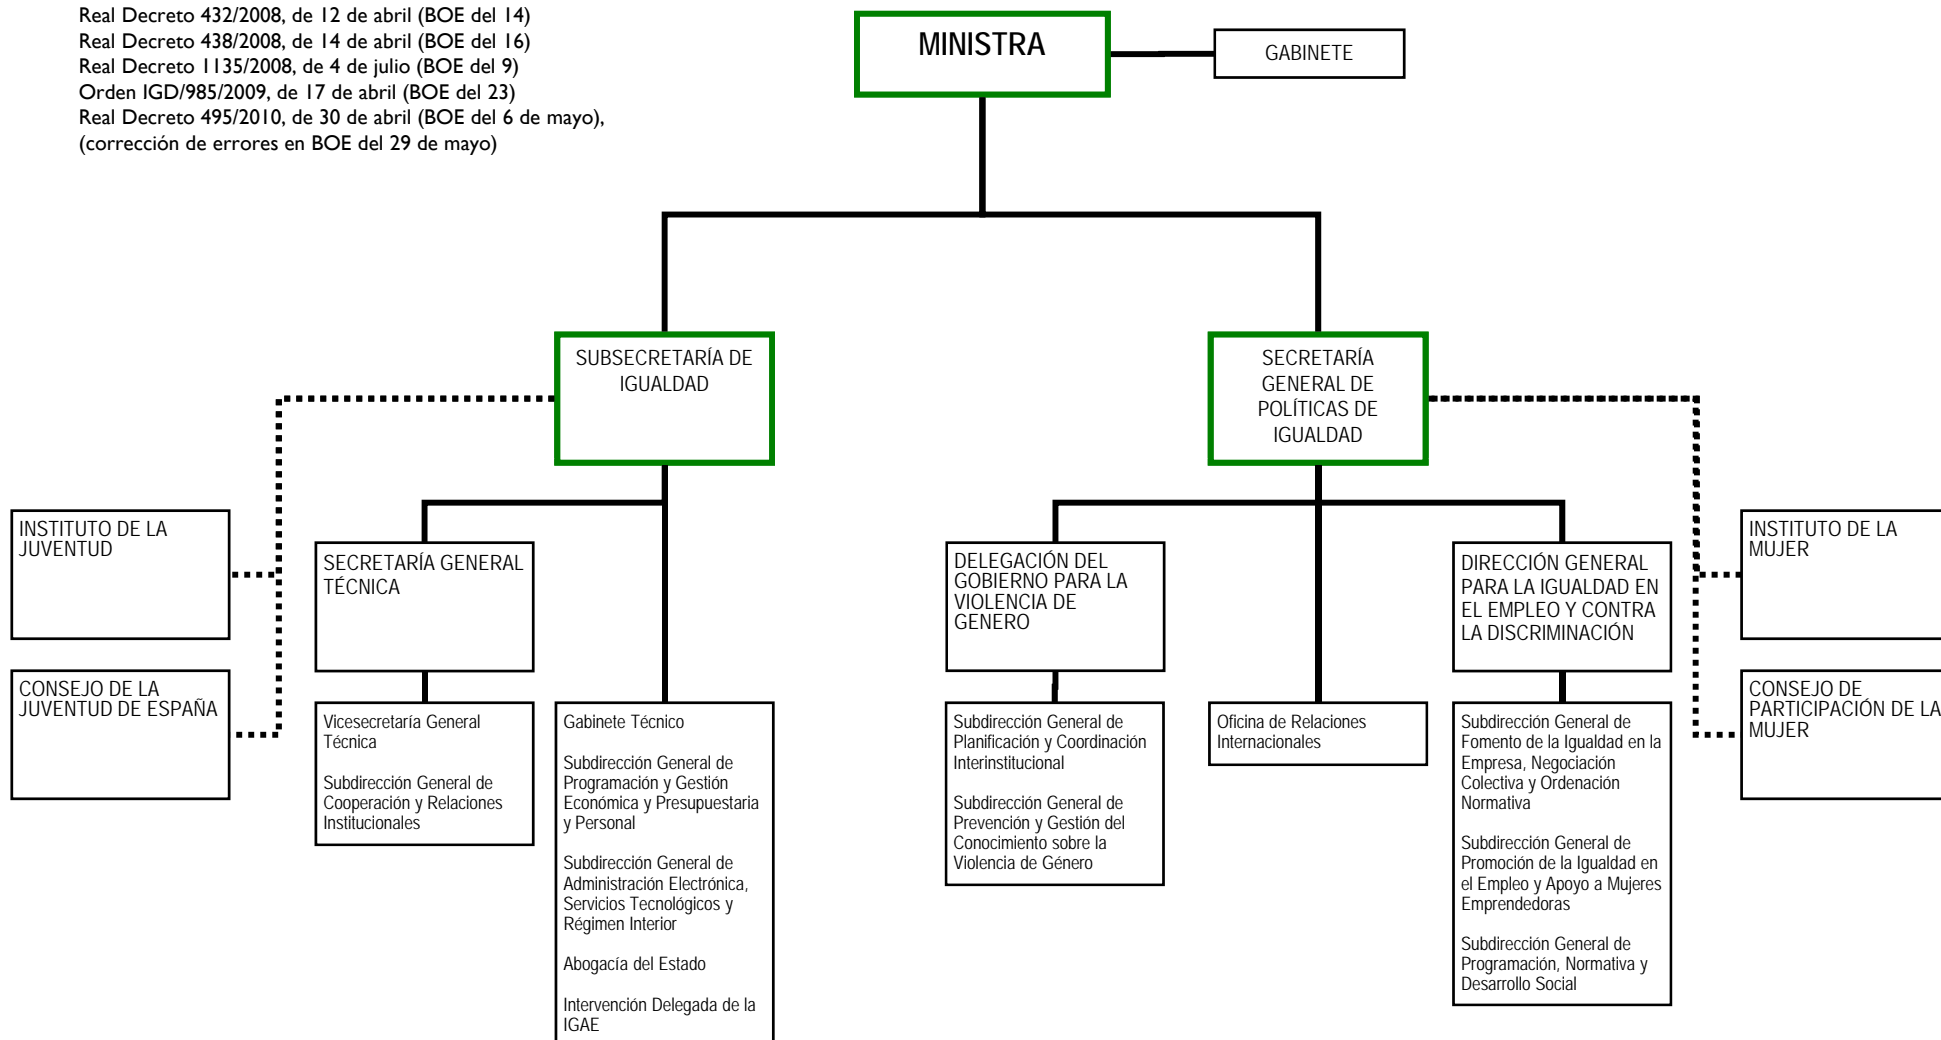 Real Decreto 432/2008, de 12 de abril (BOE del 14)
Real Decreto 438/2008, de 14 de abril (BOE del 16)
Real Decreto 1135/2008, de 4 de julio (BOE del 9)
Orden IGD/985/2009, de 17 de abril (BOE del 23)
Real Decreto 495/2010, de 30 de abril (BOE del 6 de mayo),
(corrección de errores en BOE del 29 de mayo)
MINISTRA
GABINETE
SUBSECRETARÍA DE
IGUALDAD
SECRETARÍA
GENERAL DE
POLÍTICAS DE
IGUALDAD
INSTITUTO DE LA
JUVENTUD
CONSEJO DE LA
JUVENTUD DE ESPAÑA
SECRETARÍA GENERAL
TÉCNICA
Vicesecretaría General
Técnica
Subdirección General de
Cooperación y Relaciones
Institucionales
Gabinete Técnico
Subdirección General de
Programación y Gestión
Económica y Presupuestaria
y Personal
Subdirección General de
Administración Electrónica,
Servicios Tecnológicos y
Régimen Interior
Abogacía del Estado
Intervención Delegada de la
IGAE
DELEGACIÓN DEL
GOBIERNO PARA LA
VIOLENCIA DE
GENERO
Subdirección General de
Planificación y Coordinación
Interinstitucional
Subdirección General de
Prevención y Gestión del
Conocimiento sobre la
Violencia de Género
Oficina de Relaciones
Internacionales
DIRECCIÓN GENERAL
PARA LA IGUALDAD EN
EL EMPLEO Y CONTRA
LA DISCRIMINACIÓN
Subdirección General de
Fomento de la Igualdad en la
Empresa, Negociación
Colectiva y Ordenación
Normativa
Subdirección General de
Promoción de la Igualdad en
el Empleo y Apoyo a Mujeres
Emprendedoras
Subdirección General de
Programación, Normativa y
Desarrollo Social
INSTITUTO DE LA
MUJER
CONSEJO DE
PARTICIPACIÓN DE LA
MUJER